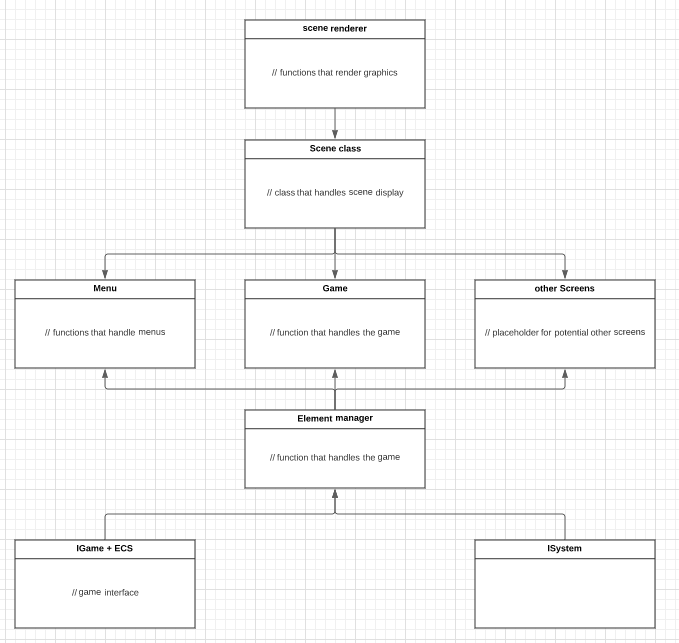 scene renderer
// functions that render graphics
Scene class
// class that handles scene display
Menu
// functions that handle menus
Game
// function that handles the game
other Screens
// placeholder for potential other screens
Element manager
// function that handles the game
IGame + ECS
// game interface
ISystem